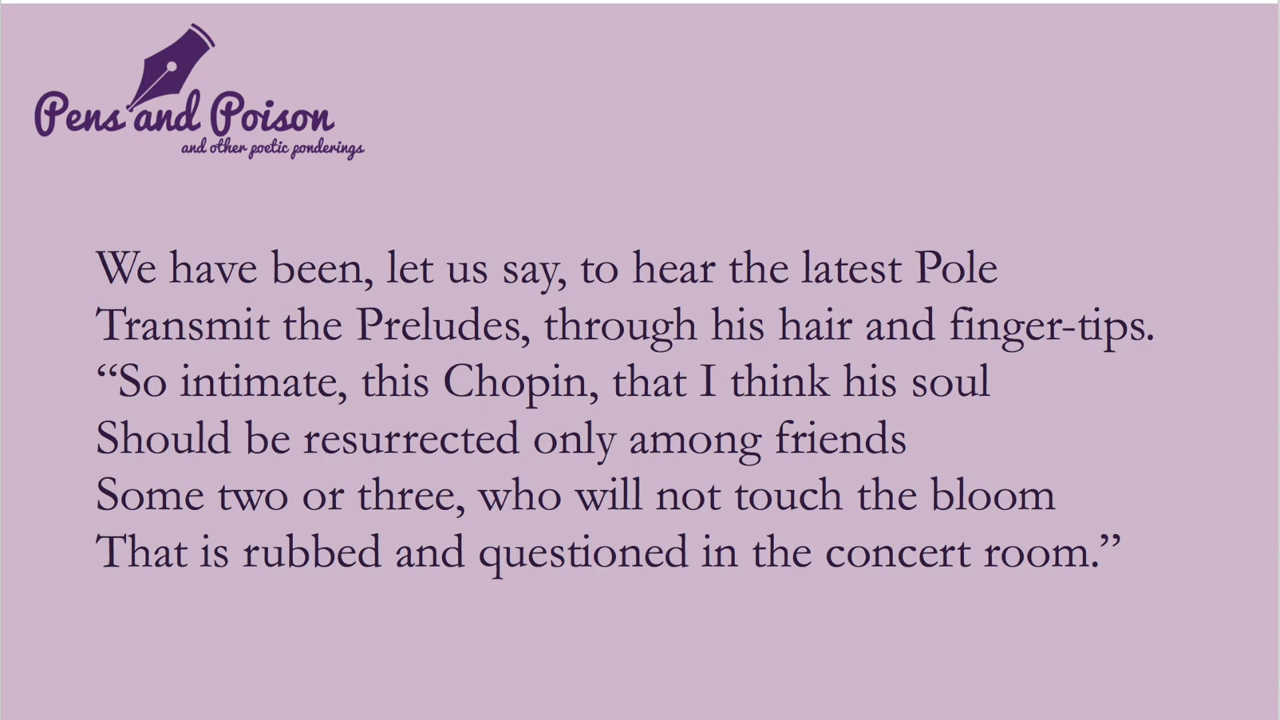 Pens and Poison
and other poetic ponderings
We have been, let us say, to hear the latest Pole
Transmit the Preludes, through his hair and finger-tips.
“So intimate, this Chopin, that I think his soul
Should be resurrected only among friends
Some two or three, who will not touch the bloom
That is rubbed and questioned in the concert room.”